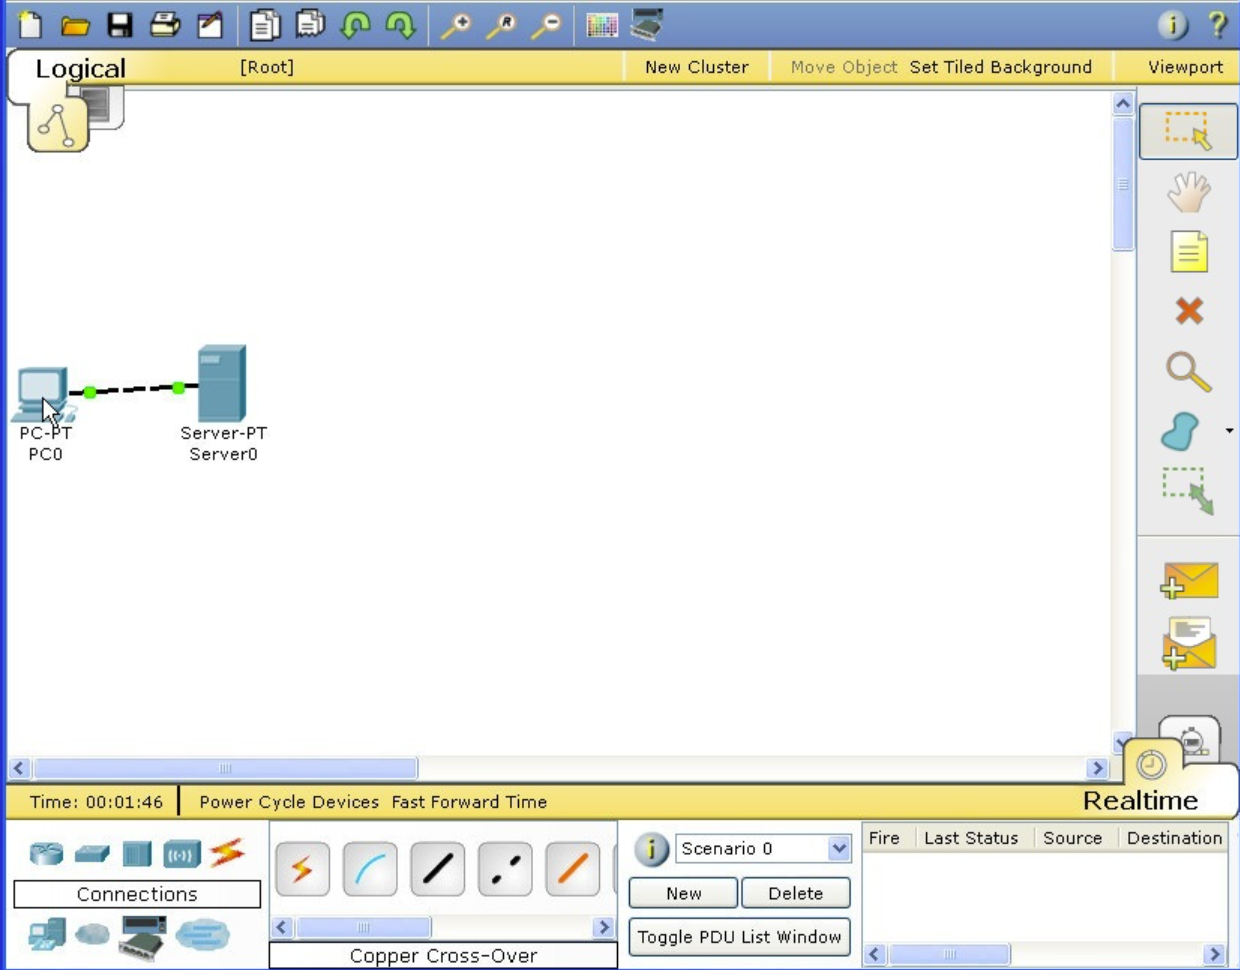 Logical
[Root]
New Cluster
Move Object
Set Tiled Background
Viewport
PC-PT
PC0
Server-PT
Server0
Time: 00:01:46
Power Cycle Devices
Fast Forward Time
Realtime
Connections
Copper Cross-Over
Scenario 0
New
Delete
Toggle PDU List Window
Fire
Last Status
Source
Destination